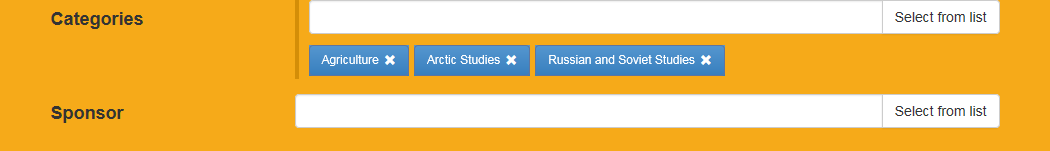 Categories Select from list
Agriculture ✖ Arctic Studies ✖ Russian and Soviet Studies ✖
Sponsor Select from list